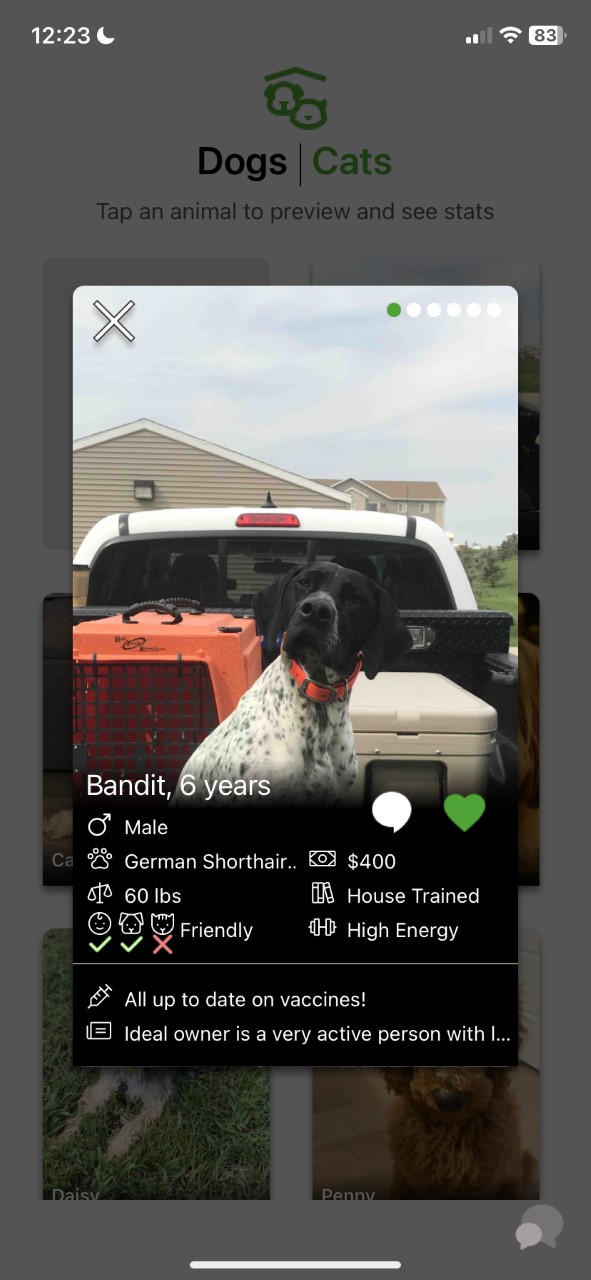 12:23
83
Dogs | Cats
Tap an animal to preview and see stats
Bandit, 6 years
Male
German Shorthair.. $400
60 lbs House Trained
Friendly High Energy
All up to date on vaccines!
Ideal owner is a very active person with l...
Ca
Daisy Penny